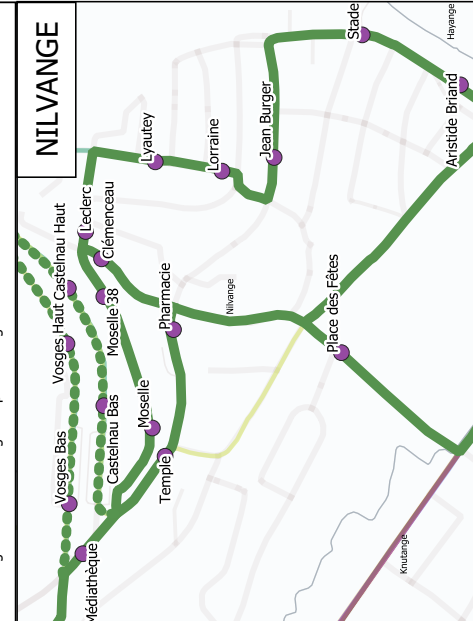 NILVANGE
Stade
Hayange
Aristide Briand
Jean Burger
Lorraine
Lyautey
Leclerc
Clémenceau
Castelnau Haut
Vosges Haut
Moselle 38
Pharmacie
Nilvange
Place des Fêtes
Moselle
Castelnau Bas
Vosges Bas
Temple
Médiathèque
Knutange